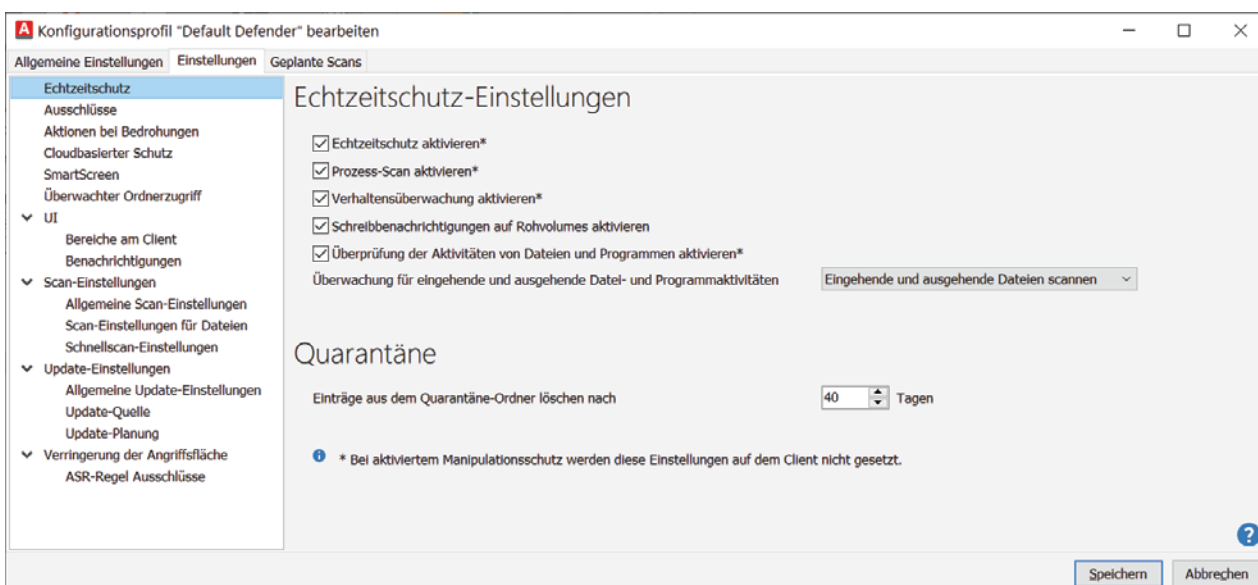 A Konfigurationsprofil "Default Defender" bearbeiten
Allgemeine Einstellungen Einstellungen Geplante Scans
Echtzeitschutz
Ausschlüsse
Aktionen bei Bedrohungen
Cloudbasierter Schutz
SmartScreen
Überwachter Ordnerzugriff
UI
Bereiche am Client
Benachrichtigungen
Scan-Einstellungen
Allgemeine Scan-Einstellungen
Scan-Einstellungen für Dateien
Schnellscan-Einstellungen
Update-Einstellungen
Allgemeine Update-Einstellungen
Update-Quelle
Update-Planung
Verringerung der Angriffsfläche
ASR-Regel Ausschlüsse
Echtzeitschutz-Einstellungen
Echtzeitschutz aktivieren*
Prozess-Scan aktivieren*
Verhaltensüberwachung aktivieren*
Schreibbenachrichtigungen auf Rohvolumes aktivieren
Überprüfung der Aktivitäten von Dateien und Programmen aktivieren*
Überwachung für eingehende und ausgehende Datei- und Programmaktivitäten Eingehende und ausgehende Dateien scannen
Quarantäne
Einträge aus dem Quarantäne-Ordner löschen nach 40 Tagen
* Bei aktiviertem Manipulationsschutz werden diese Einstellungen auf dem Client nicht gesetzt.
?
Speichern Abbrechen